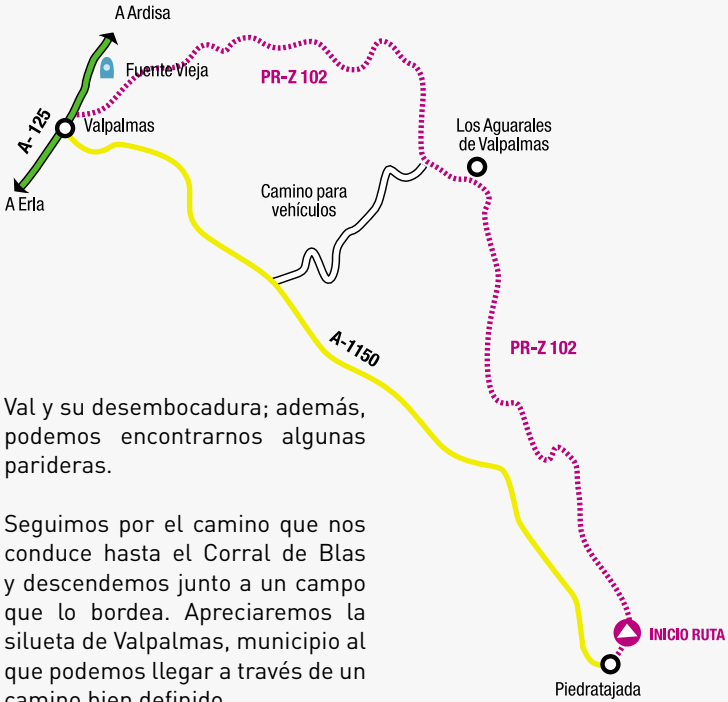 A Ardisa
Fuente Vieja
PR-Z 102
A-125
Valpalmas
Los Aguarales
de Valpalmas
A Erla
Camino para
vehículos
A-1150
PR-Z 102
Val y su desembocadura; además,
podemos encontrarnos algunas
parideras.
Seguimos por el camino que nos
conduce hasta el Corral de Blas
y descendemos junto a un campo
que lo bordea. Apreciaremos la
silueta de Valpalmas, municipio al
que podemos llegar a través de un
camino bien definido
INICIO RUTA
Piedratajada